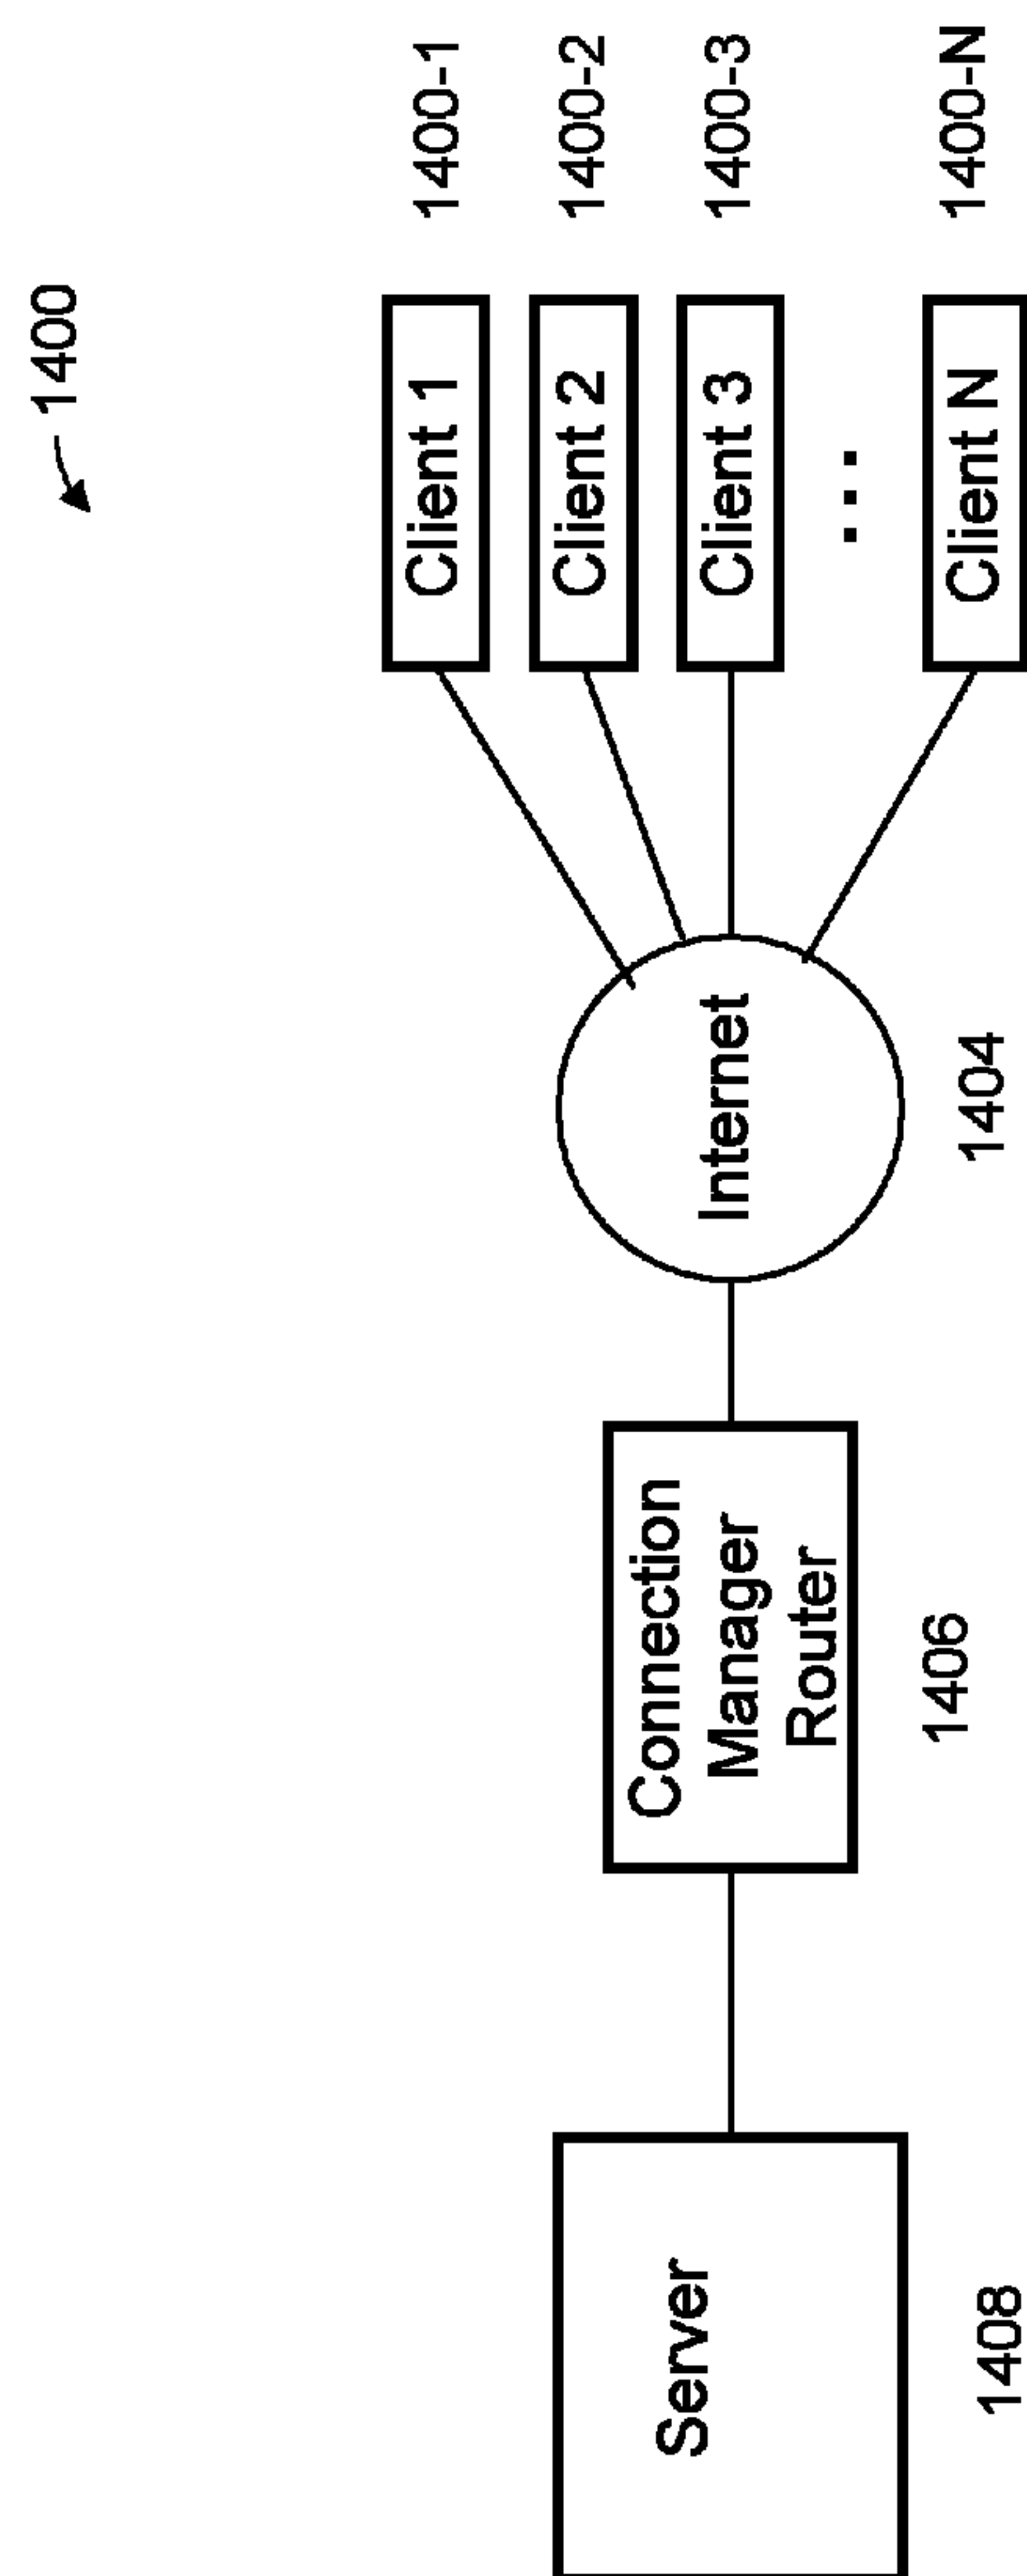 1400
Client 1
1400-1
Client 2
1400-2
Client 3
1400-3
...
Client N
1400-N
Internet
1404
Connection
Manager
Router
1406
Server
1408